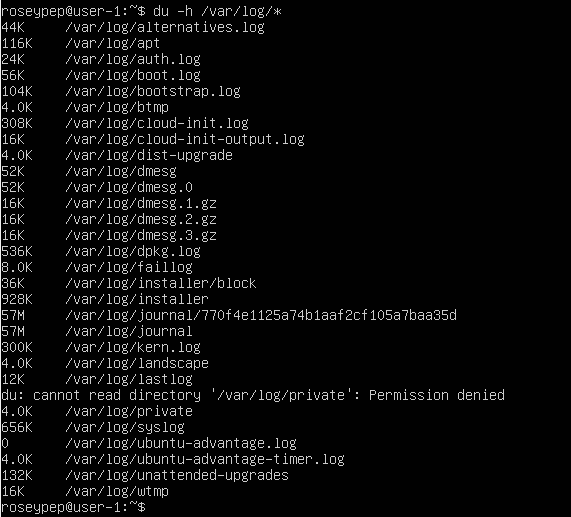 roseypep@user-1:~$ du -h /var/log/*
44K /var/log/alternatives.log
116K /var/log/apt
24K /var/log/auth.log
56K /var/log/boot.log
104K /var/log/bootstrap.log
4.0K /var/log/btmp
308K /var/log/cloud-init.log
16K /var/log/cloud-init-output.log
4.0K /var/log/dist-upgrade
52K /var/log/dmesg
52K /var/log/dmesg.0
16K /var/log/dmesg.1.gz
16K /var/log/dmesg.2.gz
16K /var/log/dmesg.3.gz
536K /var/log/dpkg.log
8.0K /var/log/faillog
36K /var/log/installer/block
928K /var/log/installer
57M /var/log/journal/770f4e1125a74b1aaf2cf105a7baa35d
57M /var/log/journal
300K /var/log/kern.log
4.0K /var/log/landscape
12K /var/log/lastlog
du: cannot read directory '/var/log/private': Permission denied
4.0K /var/log/private
656K /var/log/syslog
0 /var/log/ubuntu-advantage.log
4.0K /var/log/ubuntu-advantage-timer.log
132K /var/log/unattended-upgrades
16K /var/log/wtmp
roseypep@user-1:~$